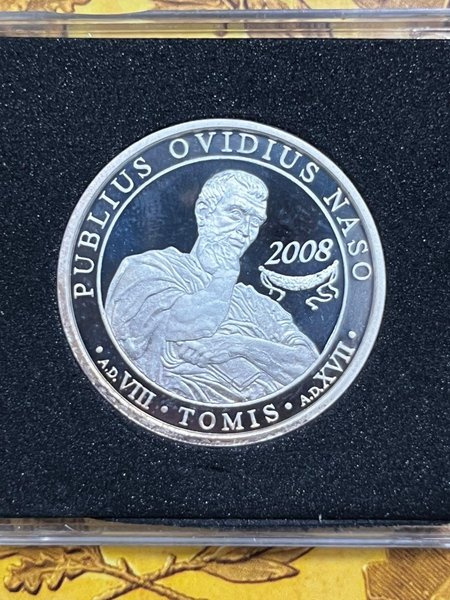 PUBLIUS OVIDIUS NASO
2008
· A.D. VIII · TOMIS · A.D. XVII ·